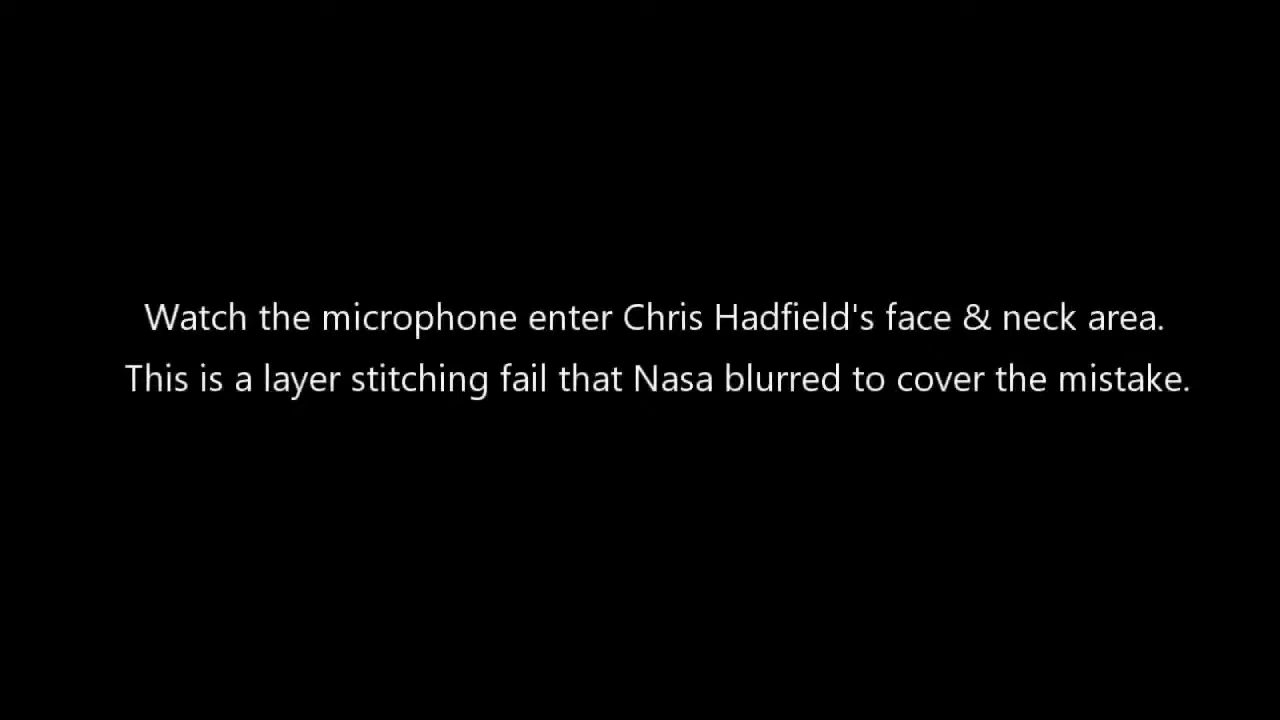 Watch the microphone enter Chris Hadfield's face & neck area.
This is a layer stitching fail that Nasa blurred to cover the mistake.